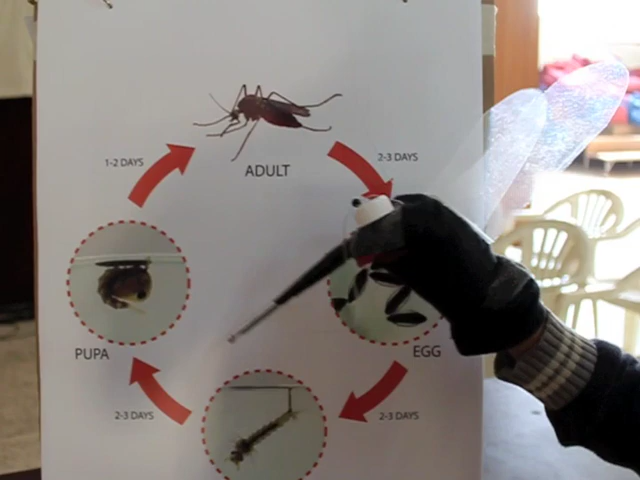 1-2 DAYS
2-3 DAYS
ADULT
PUPA
EGG
2-3 DAYS
2-3 DAYS